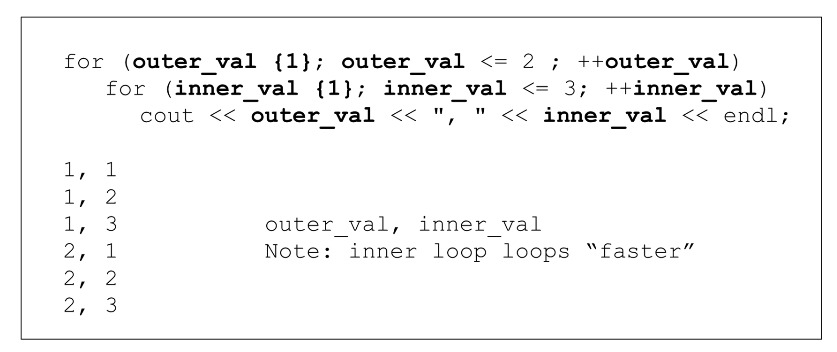 for (outer_val {1}; outer_val <= 2 ; ++outer_val)
for (inner_val {1}; inner_val <= 3; ++inner_val)
cout << outer_val << ", " << inner_val << endl;
1, 1
1, 2
1, 3 outer_val, inner_val
2, 1 Note: inner loop loops “faster”
2, 2
2, 3